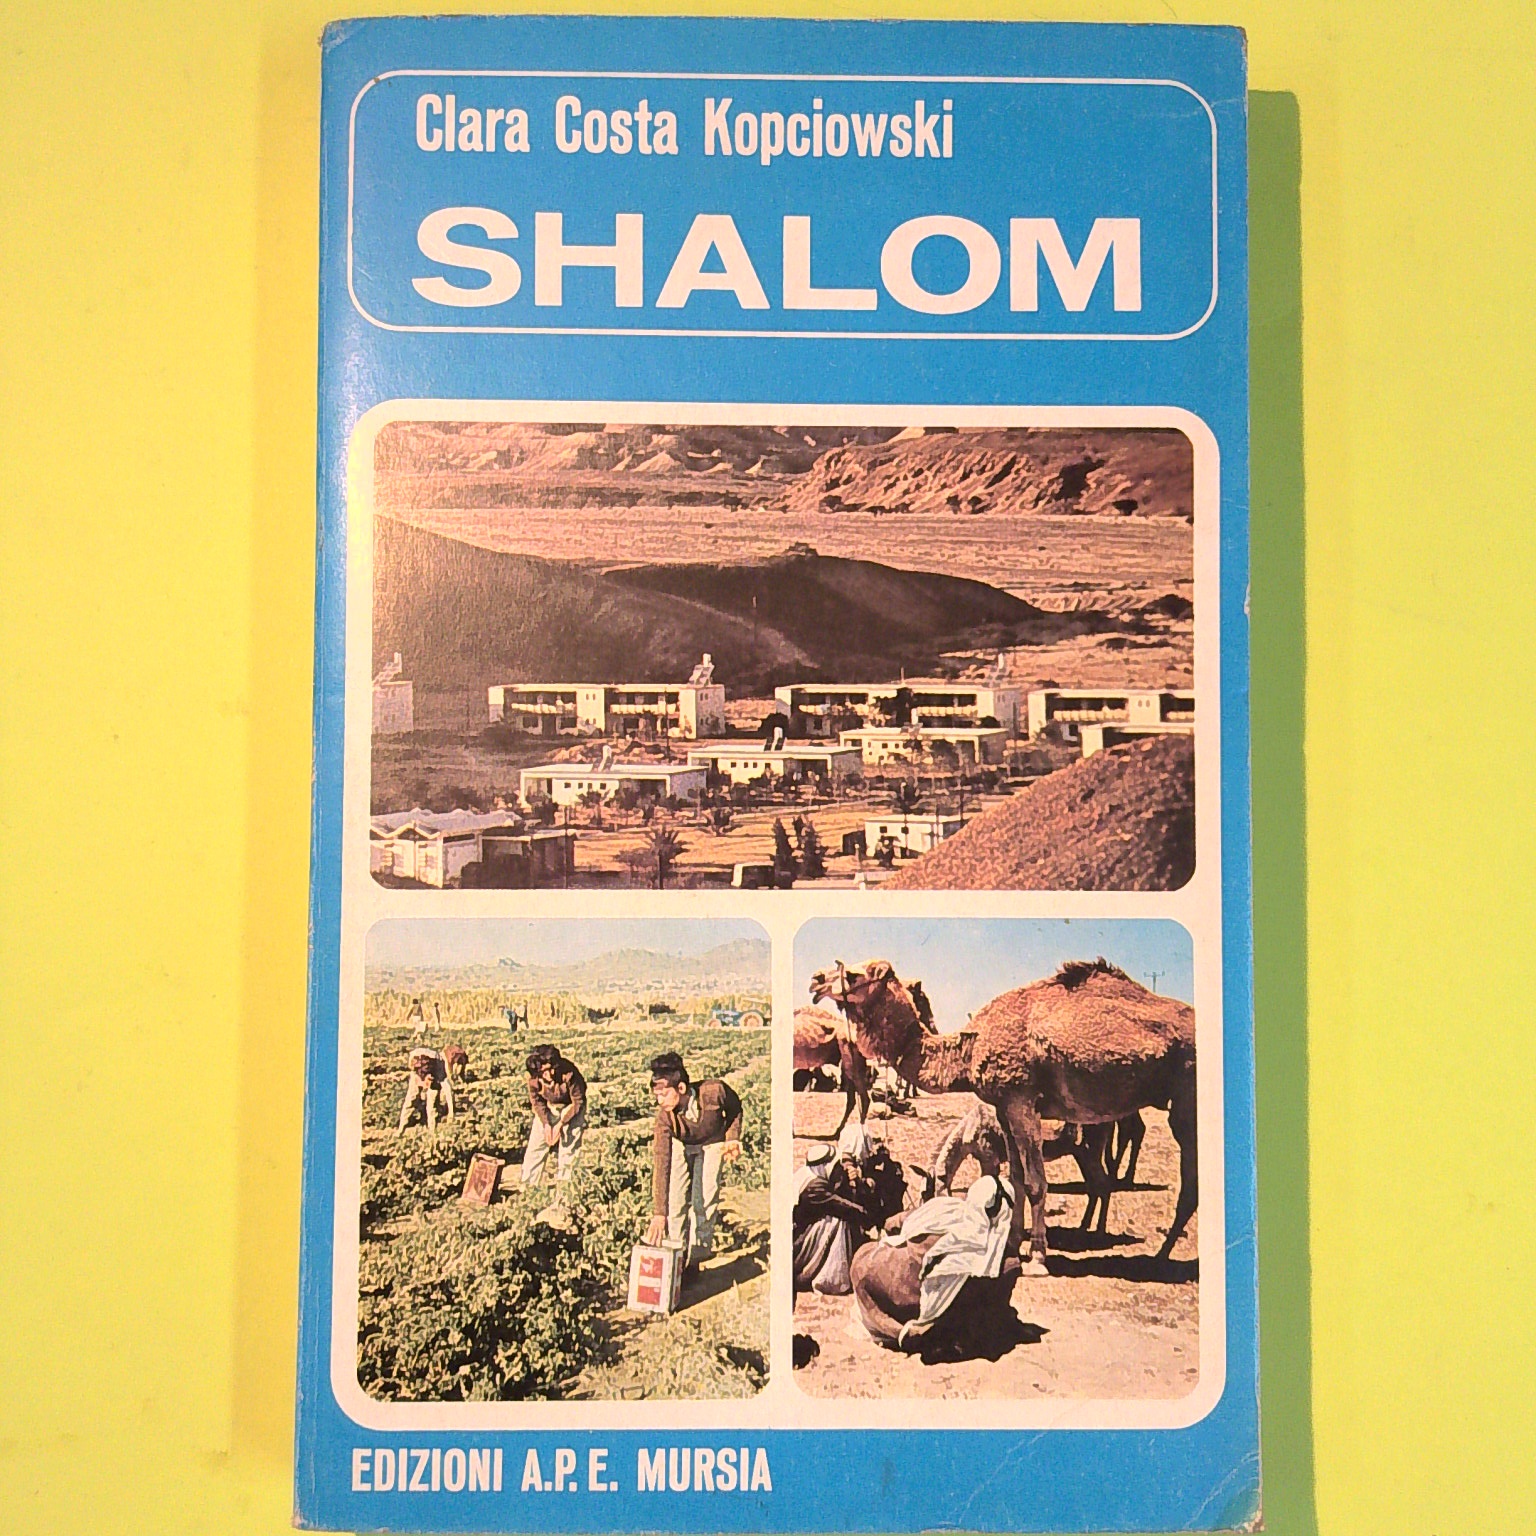 Clara Costa Kopciowski
SHALOM
EDIZIONI A.P.E. MURSIA